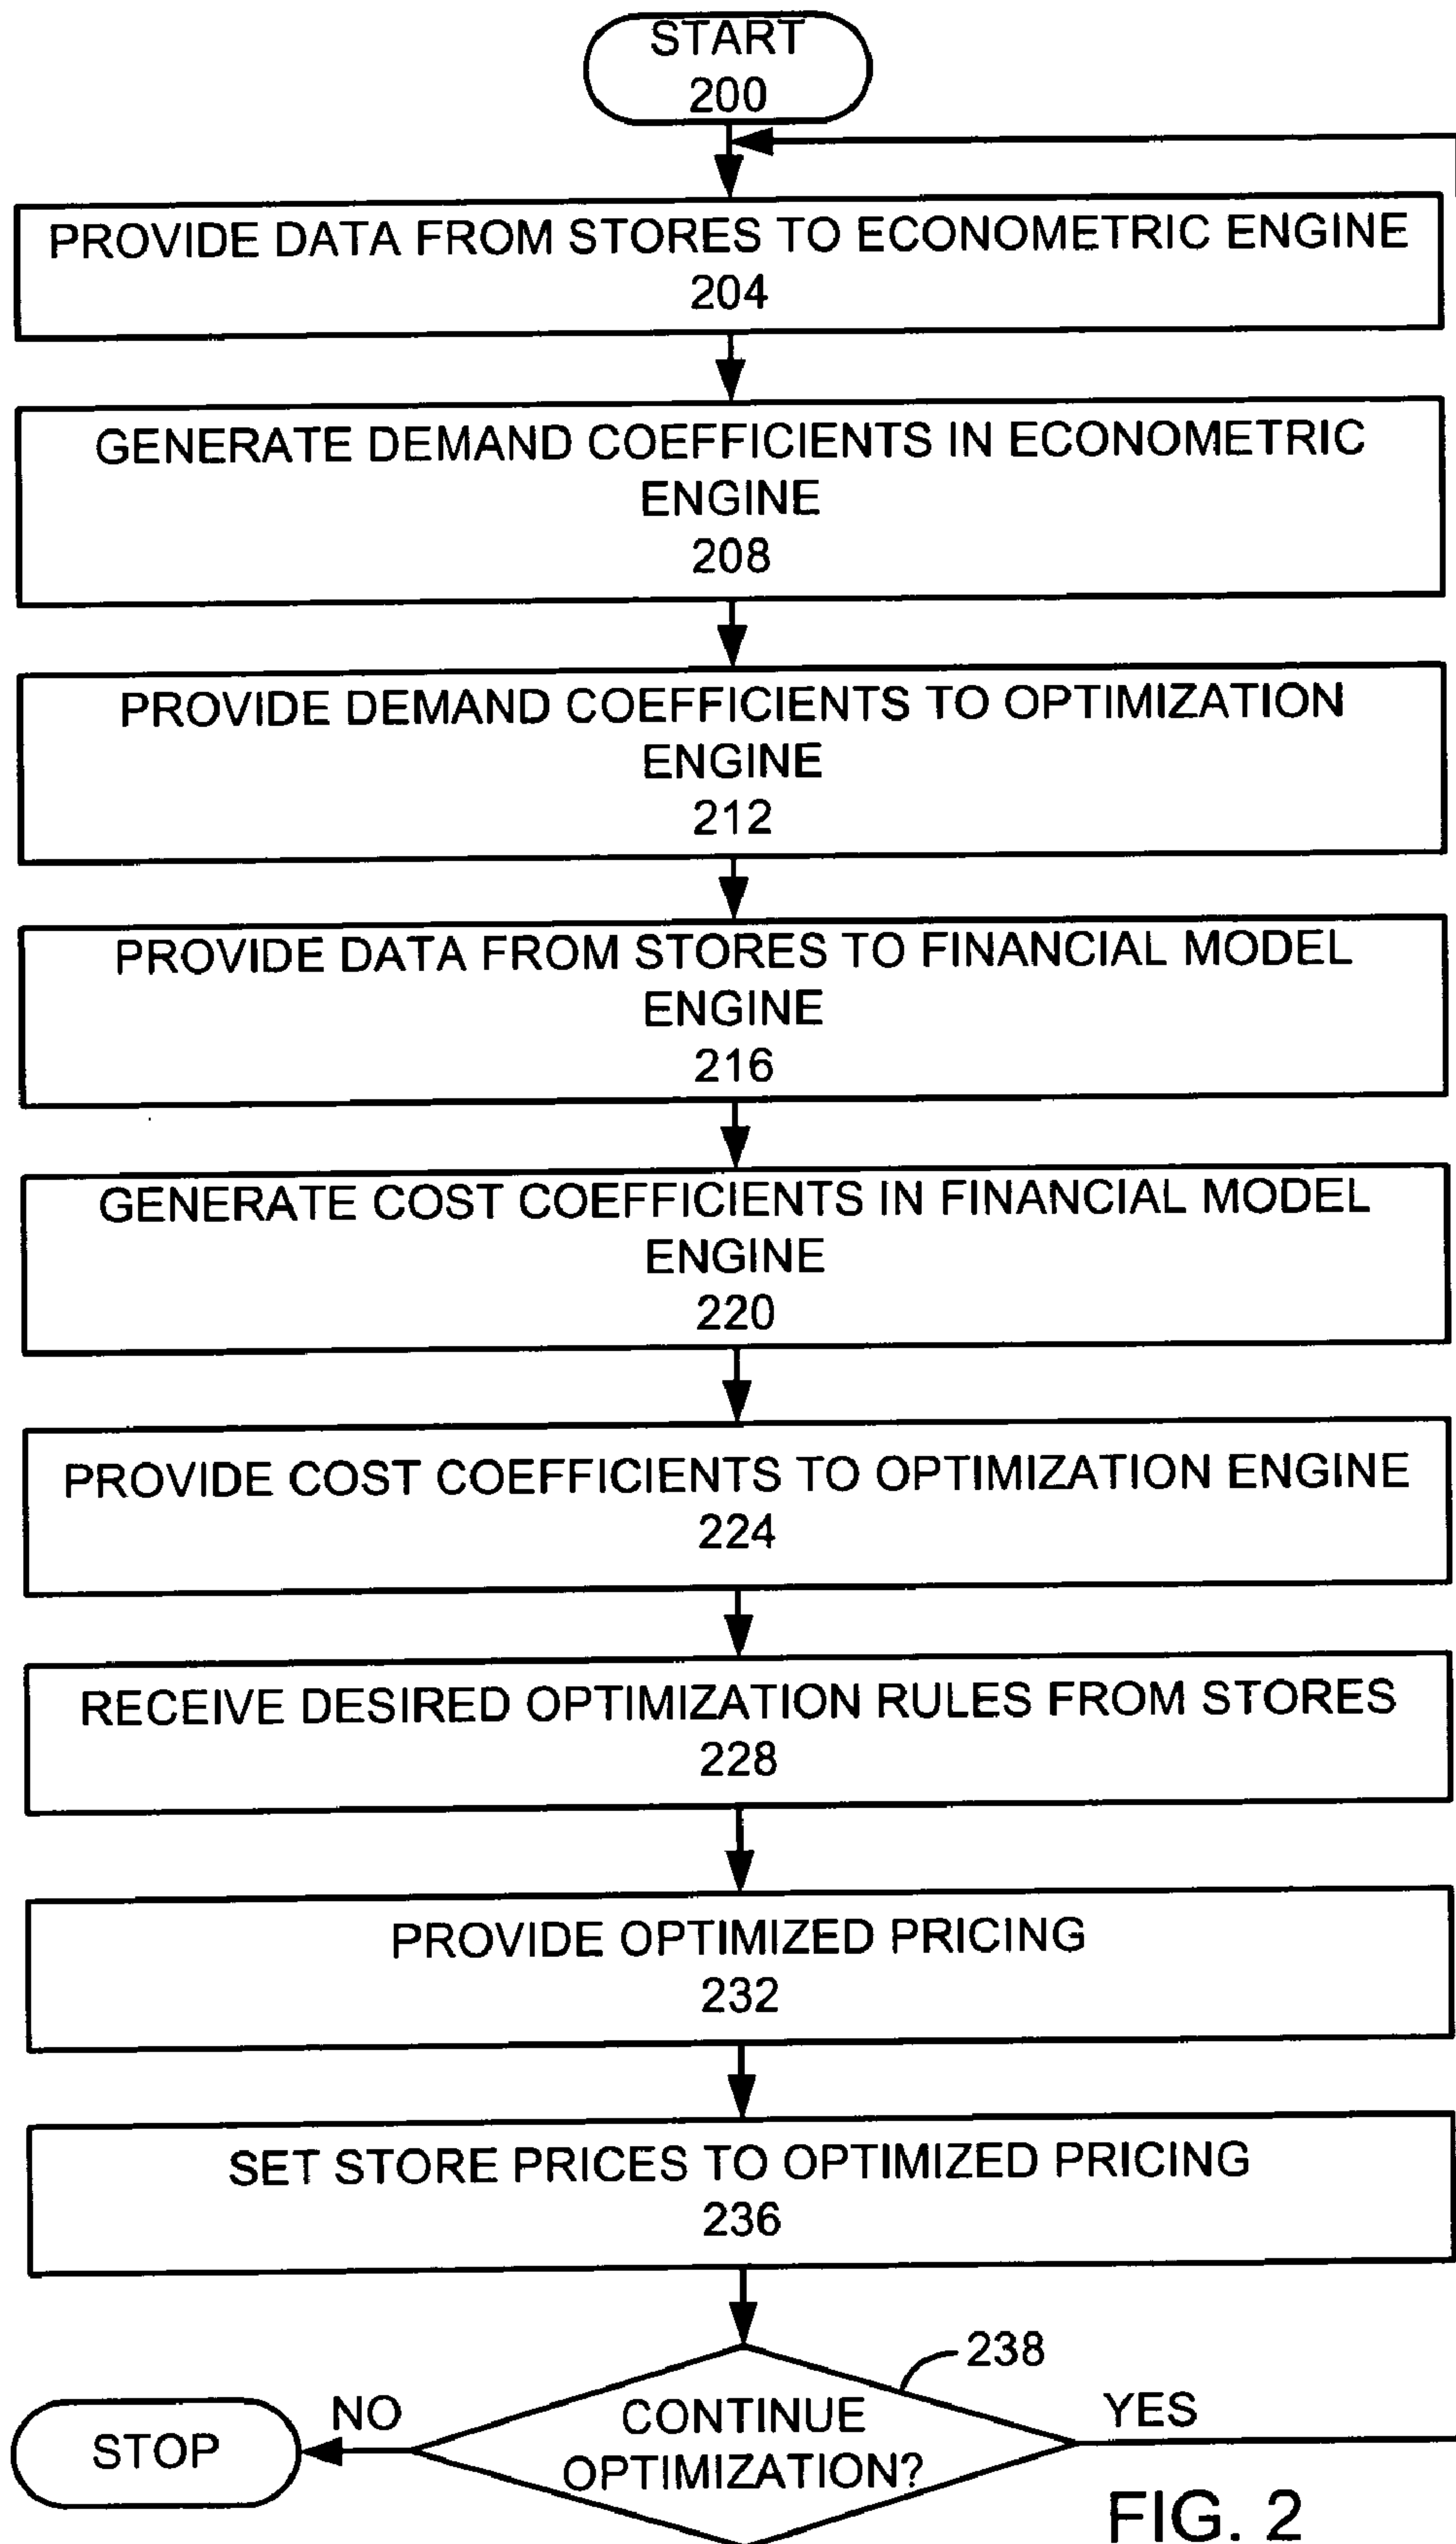 START
200
PROVIDE DATA FROM STORES TO ECONOMETRIC ENGINE
204
GENERATE DEMAND COEFFICIENTS IN ECONOMETRIC
ENGINE
208
PROVIDE DEMAND COEFFICIENTS TO OPTIMIZATION
ENGINE
212
PROVIDE DATA FROM STORES TO FINANCIAL MODEL
ENGINE
216
GENERATE COST COEFFICIENTS IN FINANCIAL MODEL
ENGINE
220
PROVIDE COST COEFFICIENTS TO OPTIMIZATION ENGINE
224
RECEIVE DESIRED OPTIMIZATION RULES FROM STORES
228
PROVIDE OPTIMIZED PRICING
232
SET STORE PRICES TO OPTIMIZED PRICING
236
238
CONTINUE
OPTIMIZATION?
NO
YES
STOP
FIG. 2